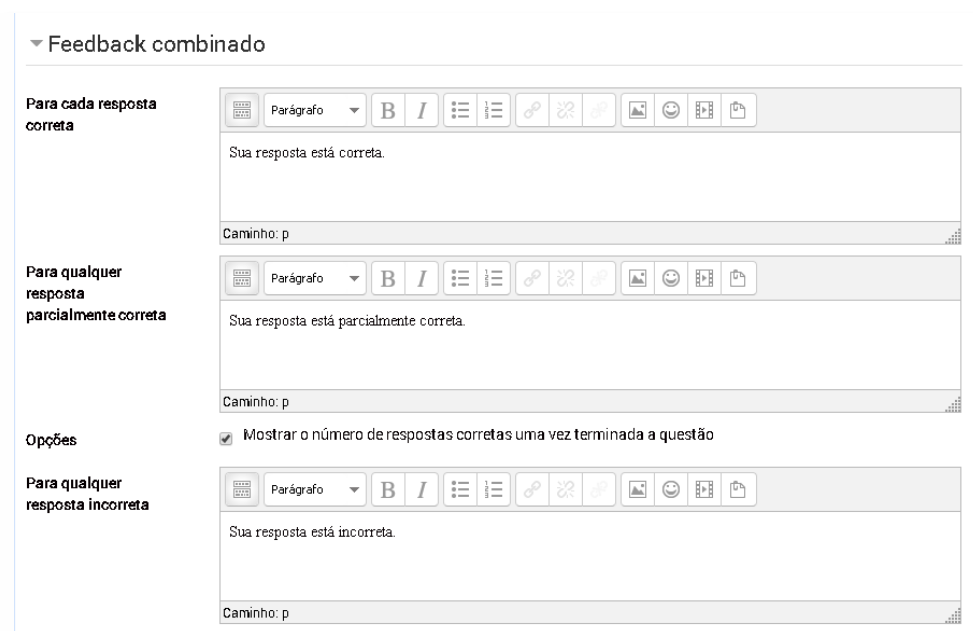 Feedback combinado
Para cada resposta
correta
Parágrafo
Sua resposta está correta.
Caminho: p
Para qualquer
resposta
parcialmente correta
Parágrafo
Sua resposta está parcialmente correta.
Caminho: p
Opções
Mostrar o número de respostas corretas uma vez terminada a questão
Para qualquer
resposta incorreta
Parágrafo
Sua resposta está incorreta.
Caminho: p